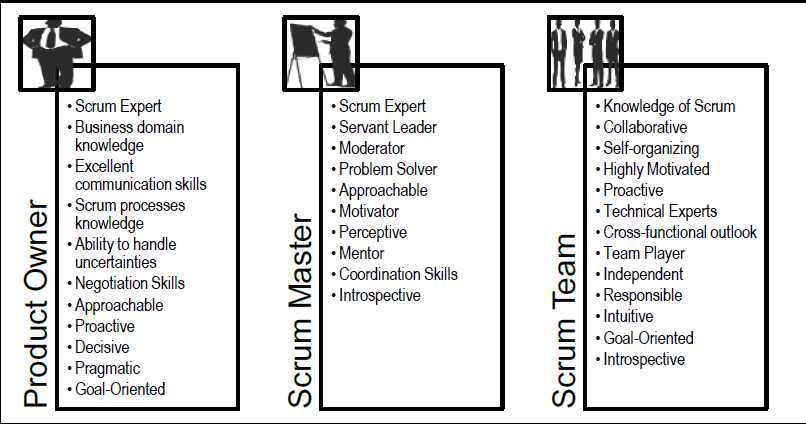 Product Owner
• Scrum Expert
• Business domain
knowledge
• Excellent
communication skills
• Scrum processes
knowledge
• Ability to handle
uncertainties
• Negotiation Skills
• Approachable
• Proactive
• Decisive
• Pragmatic
• Goal-Oriented
Scrum Master
• Scrum Expert
• Servant Leader
• Moderator
• Problem Solver
• Approachable
• Motivator
• Perceptive
• Mentor
• Coordination Skills
• Introspective
Scrum Team
• Knowledge of Scrum
• Collaborative
• Self-organizing
• Highly Motivated
• Proactive
• Technical Experts
• Cross-functional outlook
• Team Player
• Independent
• Responsible
• Intuitive
• Goal-Oriented
• Introspective